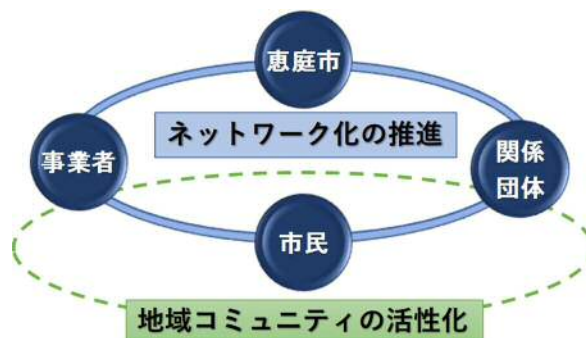 恵庭市
ネットワーク化の推進
事業者
関係
団体
市民
地域コミュニティの活性化